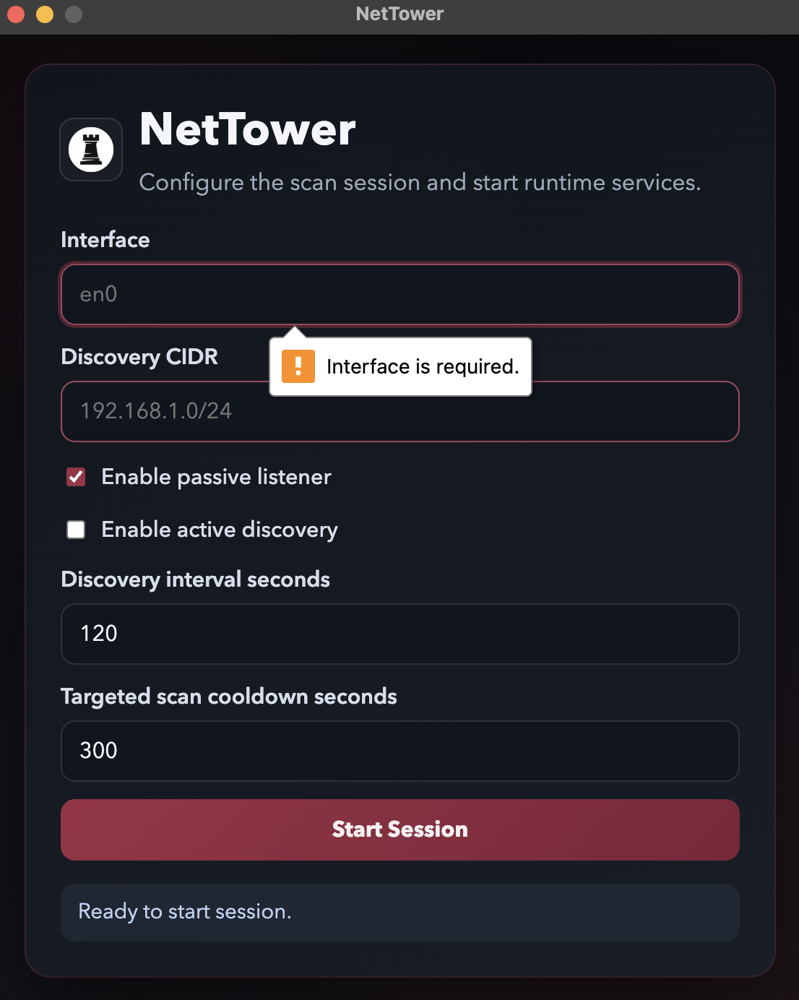 NetTower
NetTower
Configure the scan session and start runtime services.
Interface
en0
Interface is required.
Discovery CIDR
192.168.1.0/24
Enable passive listener
Enable active discovery
Discovery interval seconds
120
Targeted scan cooldown seconds
300
Start Session
Ready to start session.